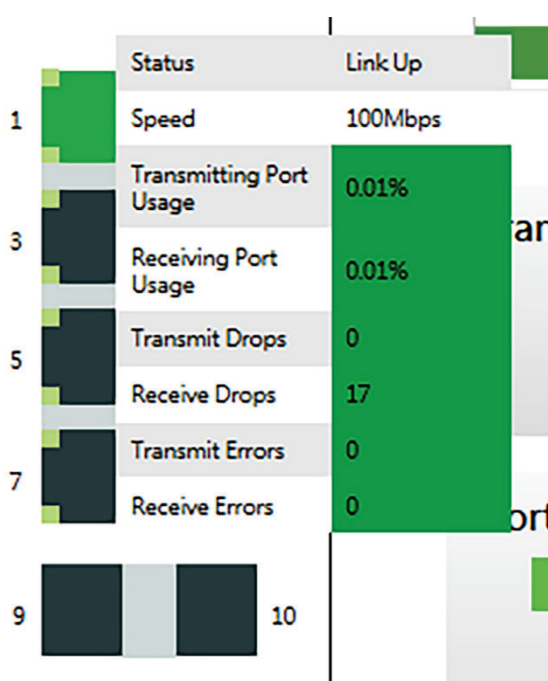 Status Link Up
1
Speed 100Mbps
Transmitting Port
Usage
0.01%
3
Receiving Port
Usage
0.01%
Transmit Drops 0
5
Receive Drops 17
Transmit Errors 0
7
Receive Errors 0
9 10